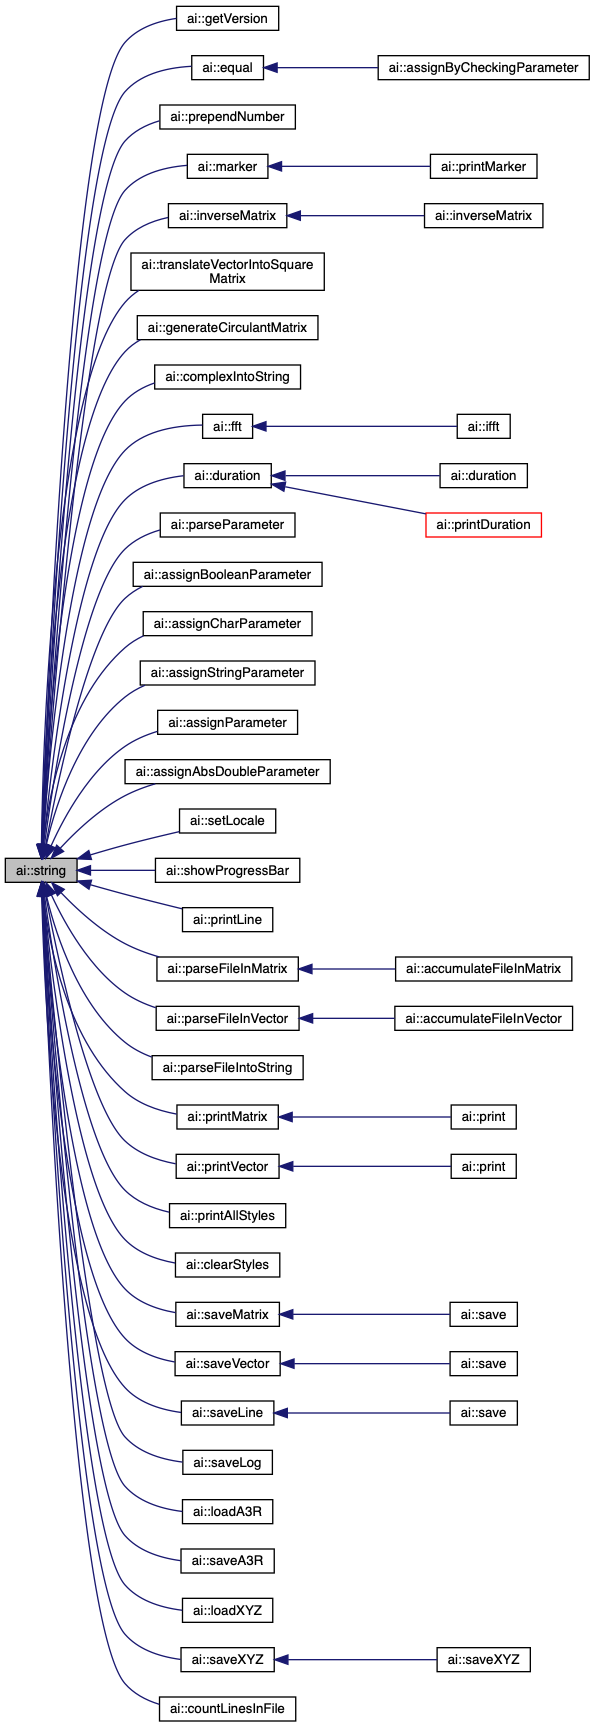 ai::getVersion
ai::equal
ai::assignByCheckingParameter
ai::prependNumber
ai::marker
ai::printMarker
ai::inverseMatrix
ai::inverseMatrix
ai::translateVectorIntoSquare
Matrix
ai::generateCirculantMatrix
ai::complexIntoString
ai::fft
ai::ifft
ai::duration
ai::duration
ai::parseParameter
ai::printDuration
ai::assignBooleanParameter
ai::assignCharParameter
ai::assignStringParameter
ai::assignParameter
ai::assignAbsDoubleParameter
ai::setLocale
ai::string
ai::showProgressBar
ai::printLine
ai::parseFileInMatrix
ai::accumulateFileInMatrix
ai::parseFileInVector
ai::accumulateFileInVector
ai::parseFileIntoString
ai::printMatrix
ai::print
ai::printVector
ai::print
ai::printAllStyles
ai::clearStyles
ai::saveMatrix
ai::save
ai::saveVector
ai::save
ai::saveLine
ai::save
ai::saveLog
ai::loadA3R
ai::saveA3R
ai::loadXYZ
ai::saveXYZ
ai::saveXYZ
ai::countLinesInFile